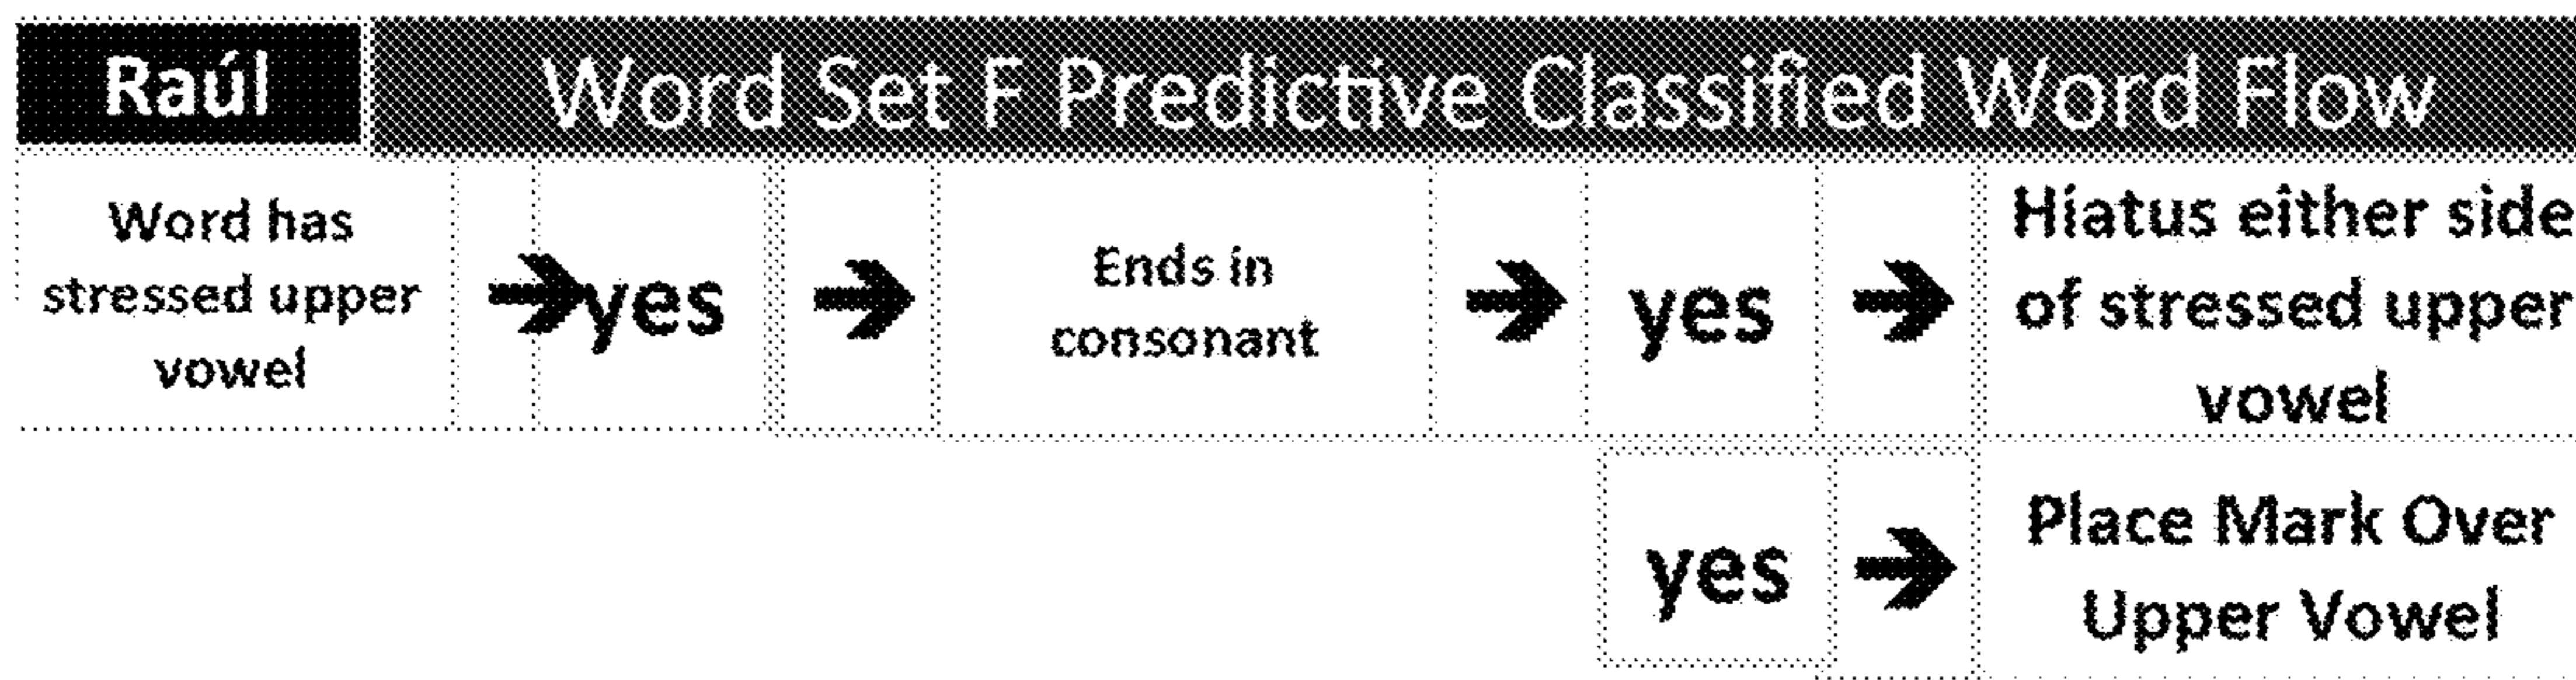 Raúl
Word Set F Predictive Classified Word Flow
Word has
stressed upper
vowel
→
yes
→
Ends in
consonant
→
yes
→
Hiatus either side
of stressed upper
vowel
yes
→
Place Mark Over
Upper Vowel